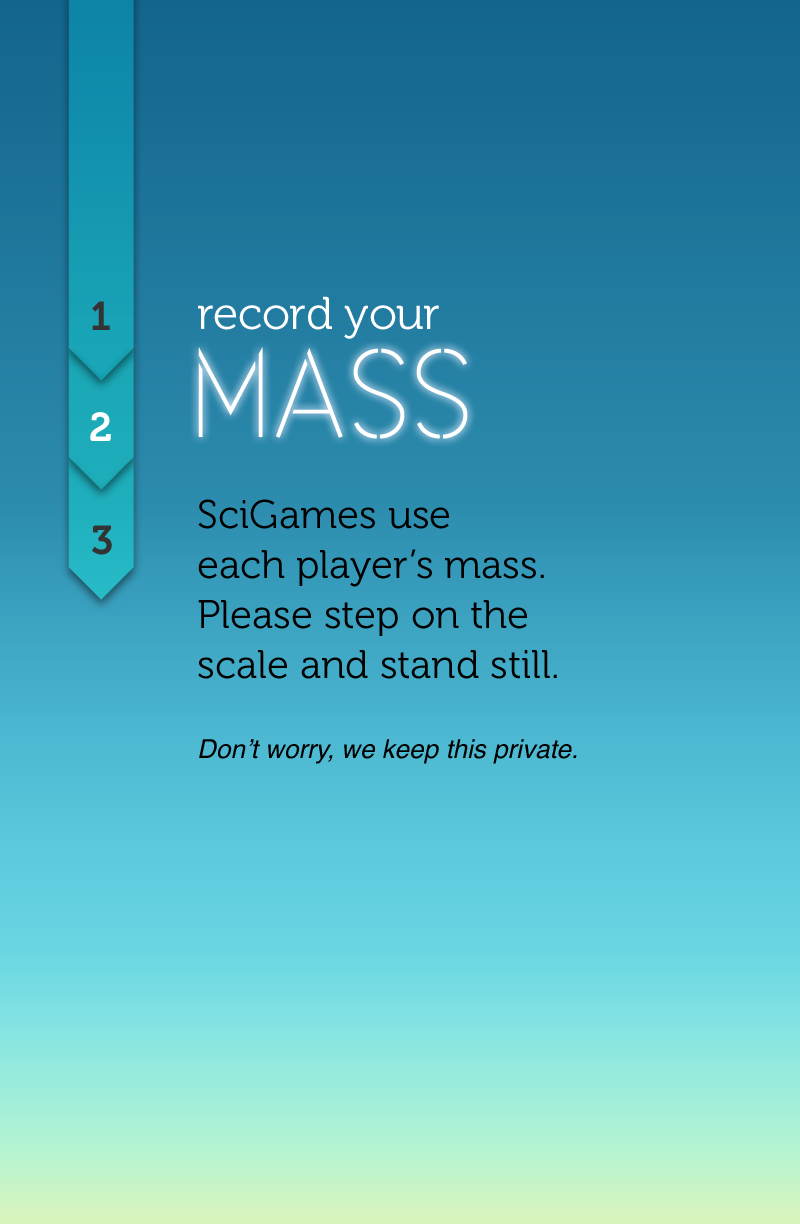 1
record your
MASS
2
SciGames use
3
each player’s mass.
Please step on the
scale and stand still.
Don’t worry, we keep this private.